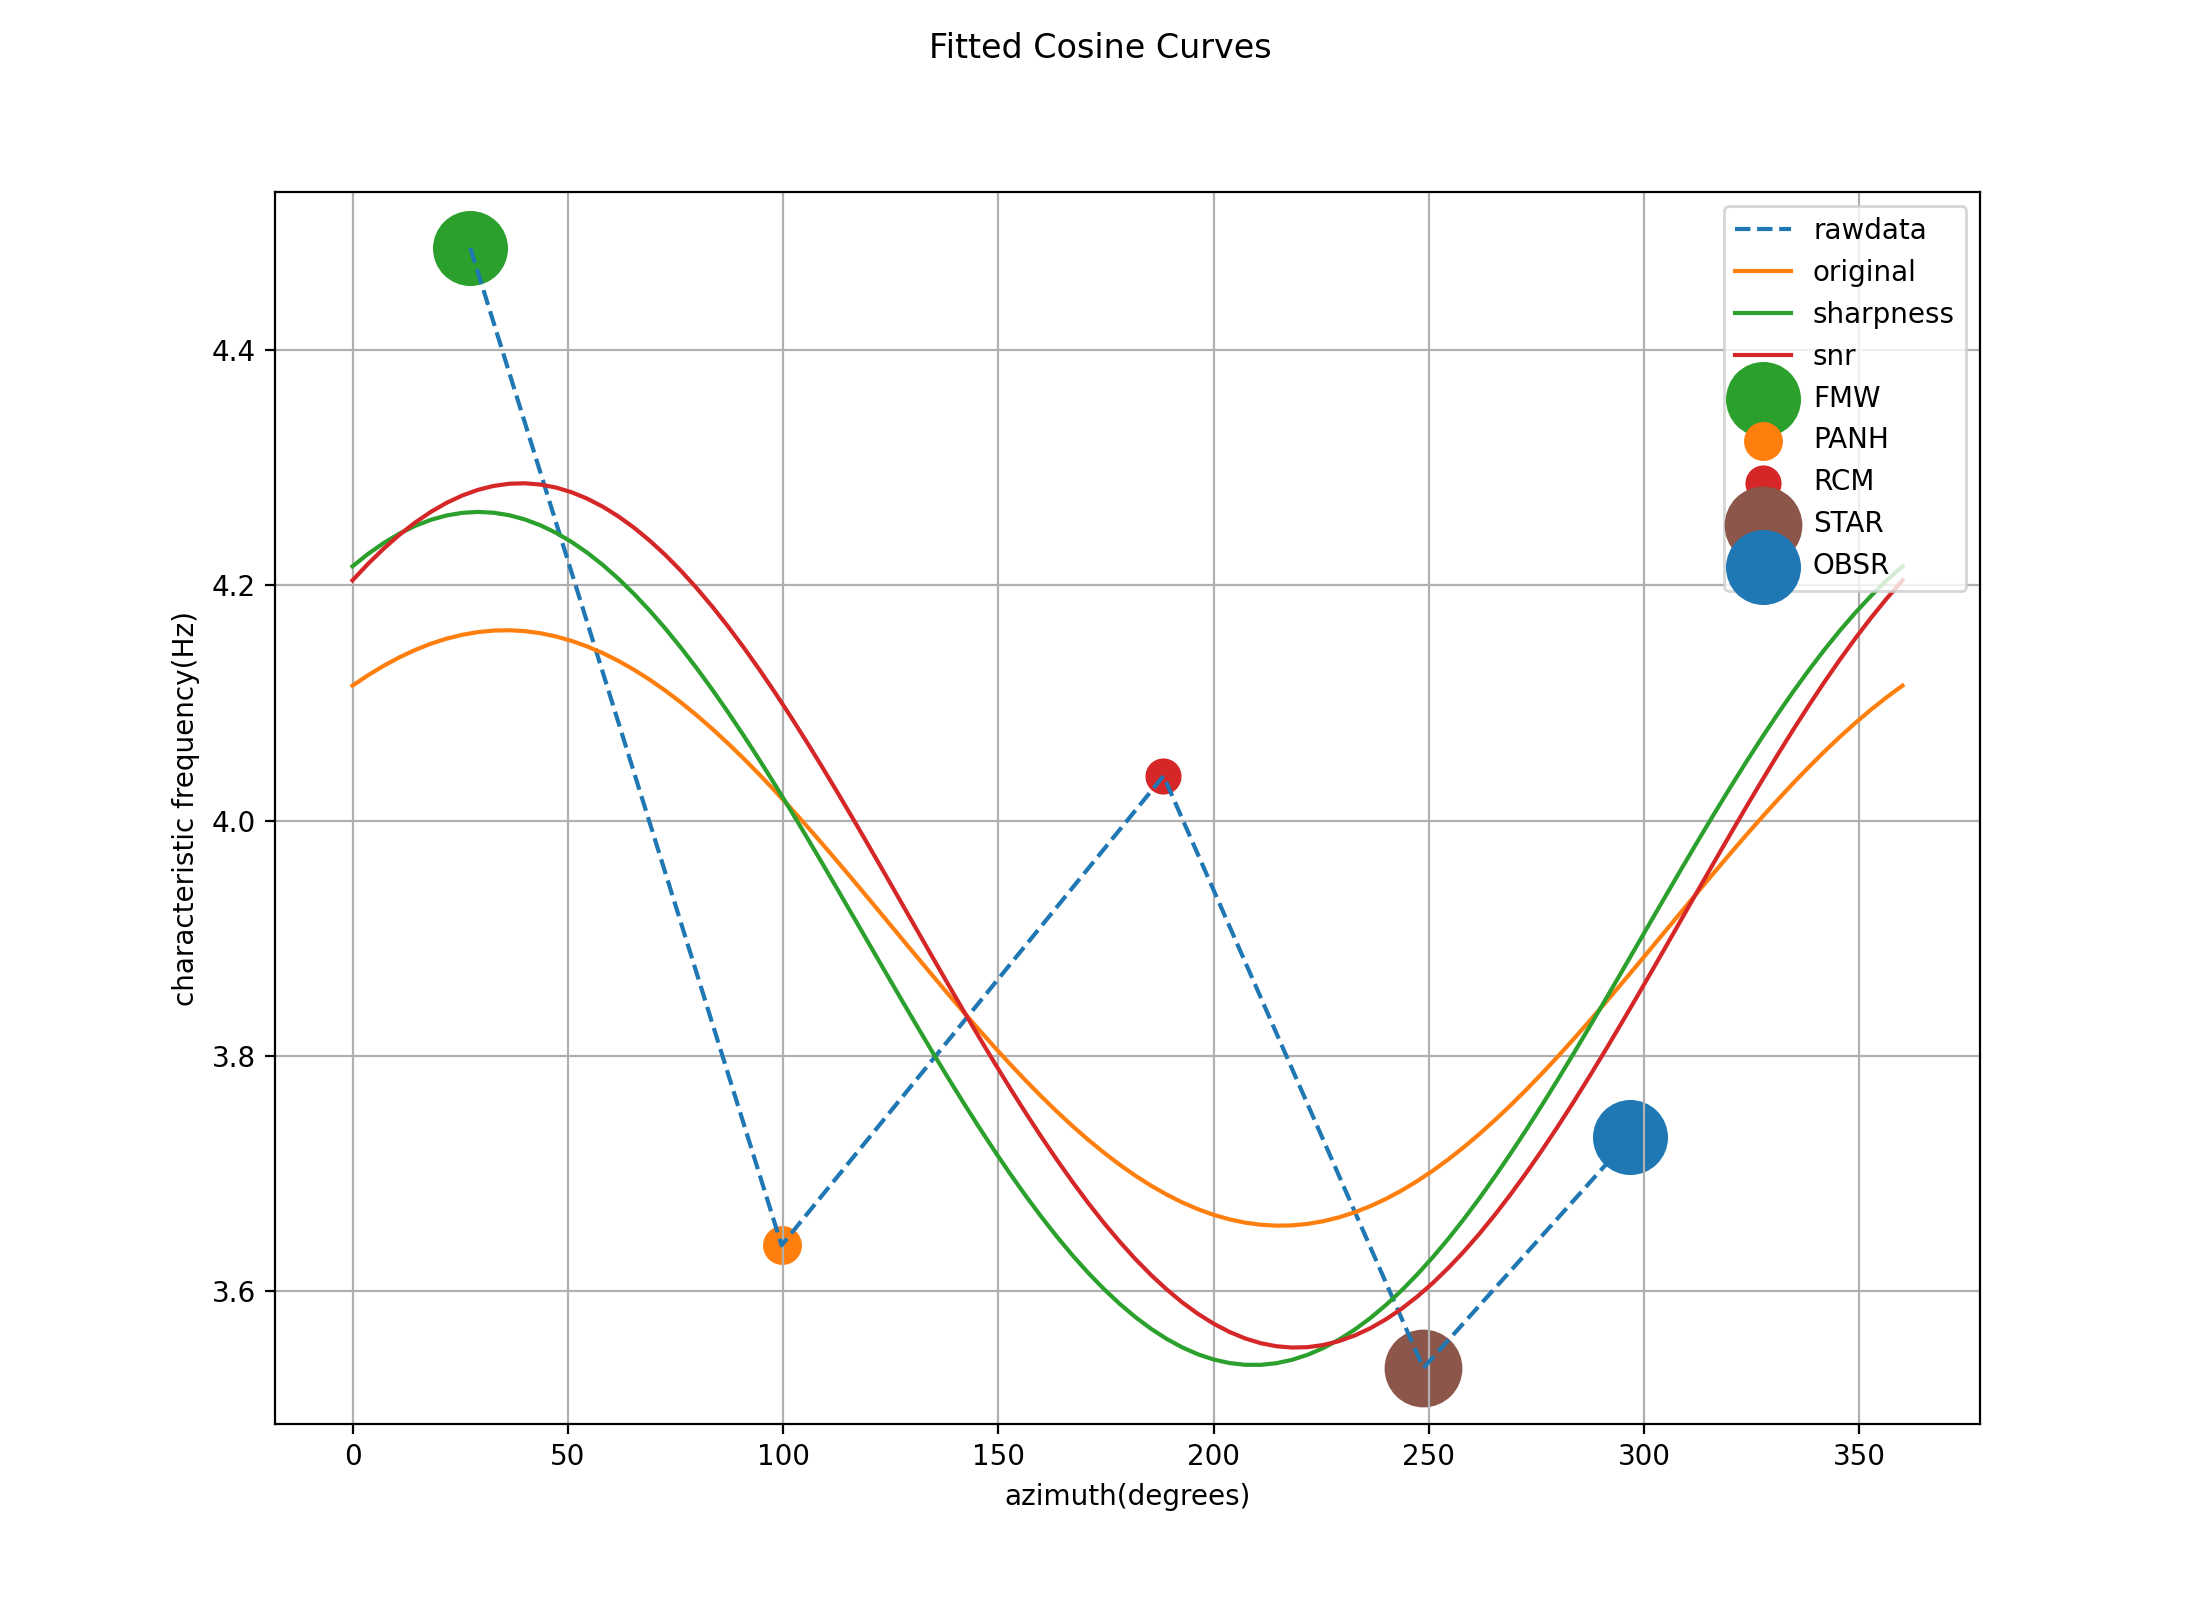 Fitted Cosine Curves
rawdata
original
sharpness
snr
FMW
PANH
RCM
STAR
OBSR
characteristic frequency(Hz)
4.4
4.2
4.0
3.8
3.6
0 50 100 150 200 250 300 350
azimuth(degrees)